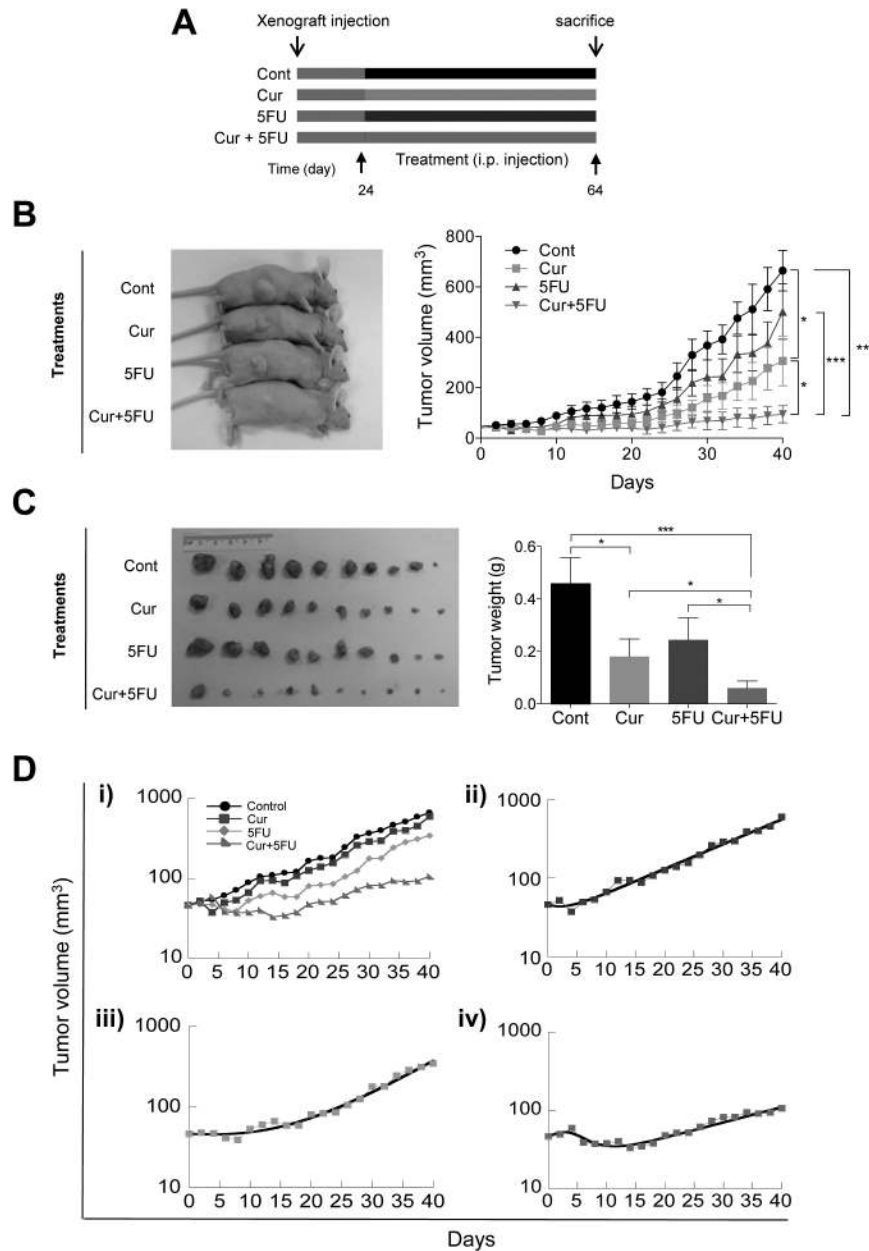 A
Xenograft injection sacrifice
Cont
Cur
5FU
Cur + 5FU
Time (day) Treatment (i.p. injection)
24 64
B
Treatments
Cont
Cur
5FU
Cur+5FU
Tumor volume (mm3)
800
600
400
200
0
0 10 20 30 40
Days
Cont
Cur
5FU
Cur+5FU
*
*
***
**
C
Treatments
Cont
Cur
5FU
Cur+5FU
Tumor weight (g)
0.6
0.4
0.2
0.0
***
*
*
*
Cont Cur 5FU Cur+5FU
D
Tumor volume (mm3)
i)
1000
100
10
Control
Cur
5FU
Cur+5FU
0 5 10 15 20 25 30 35 40
ii)
1000
100
10
0 5 10 15 20 25 30 35 40
iii)
1000
100
10
0 5 10 15 20 25 30 35 40
iv)
1000
100
10
0 5 10 15 20 25 30 35 40
Days